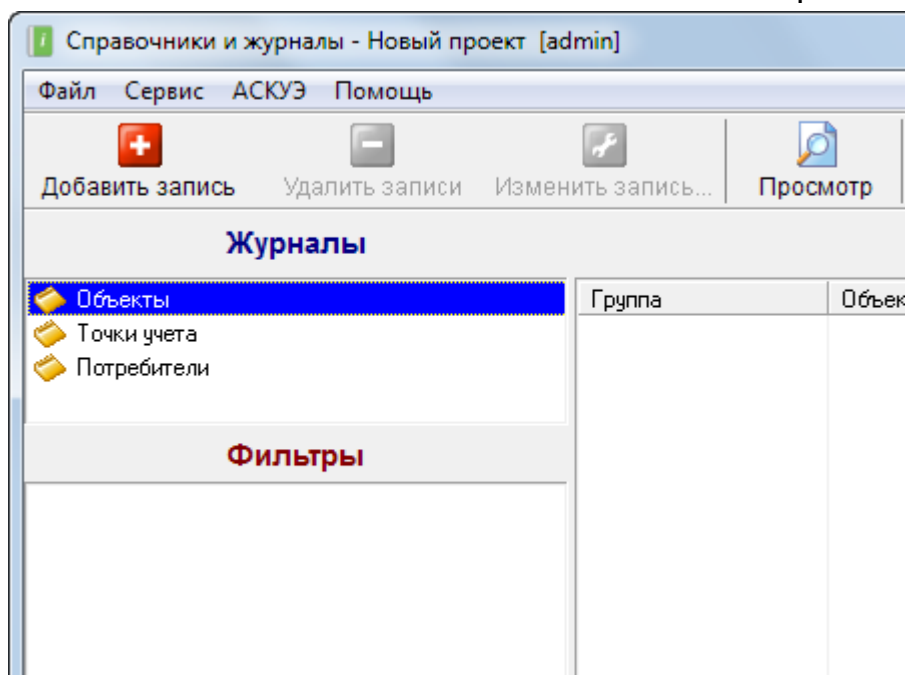 Справочники и журналы - Новый проект [admin]
Файл Сервис АСКУЭ Помощь
Добавить запись Удалить записи Изменить запись... Просмотр
Журналы
Объекты
Точки учета
Потребители
Группа Объек
Фильтры